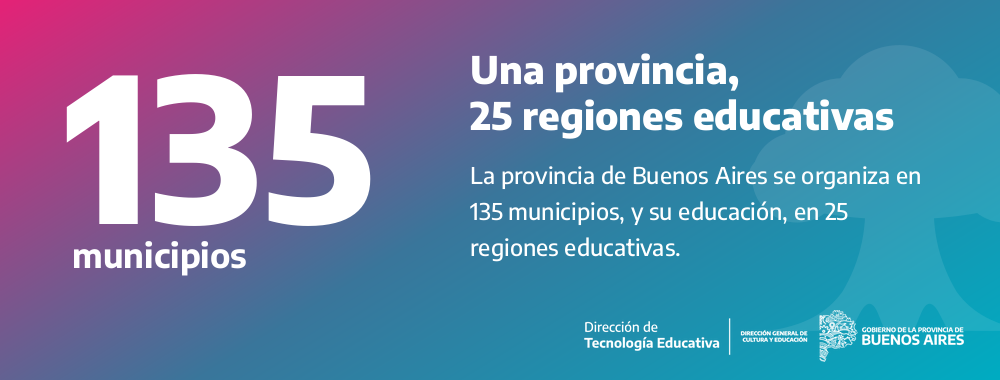 135
municipios
Una provincia,
25 regiones educativas
La provincia de Buenos Aires se organiza en
135 municipios, y su educación, en 25
regiones educativas.
Dirección de
Tecnología Educativa
DIRECCIÓN GENERAL DE
CULTURA Y EDUCACIÓN
GOBIERNO DE LA PROVINCIA DE
BUENOS AIRES